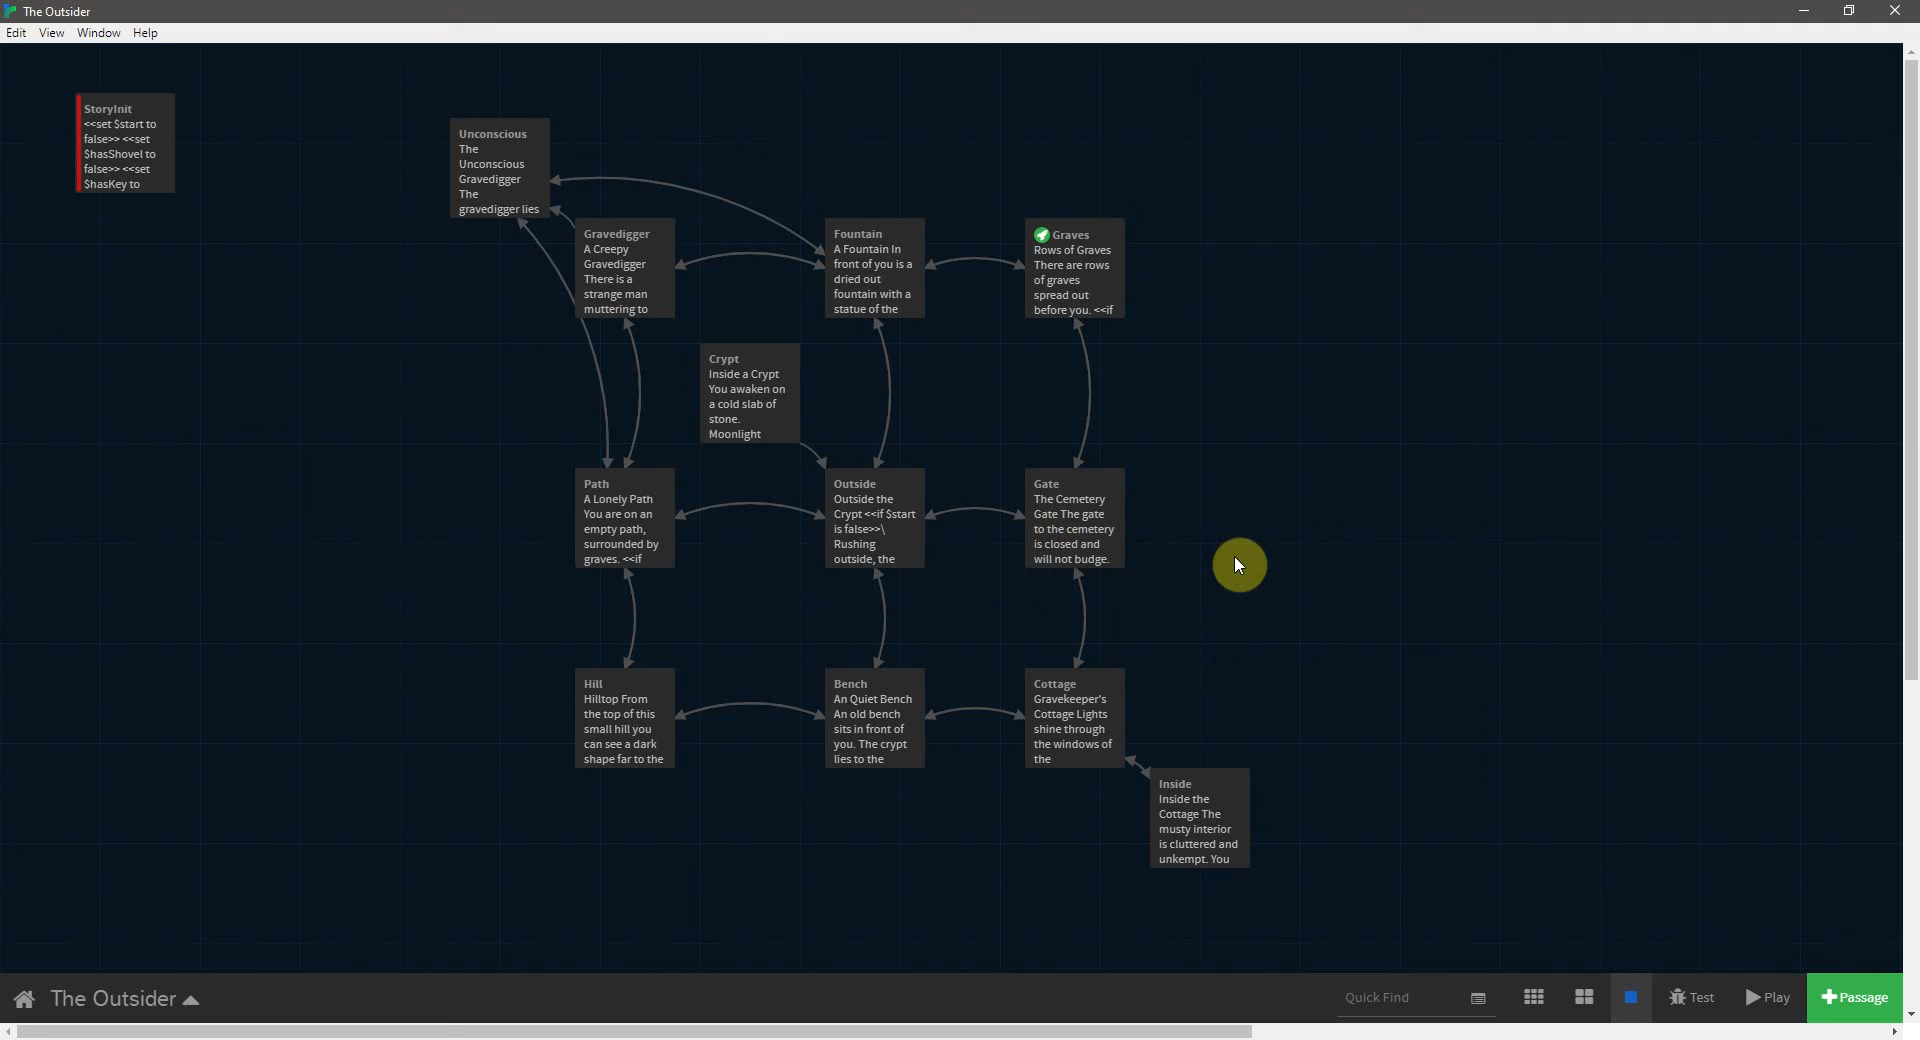 The Outsider
Edit View Window Help
StoryInit
<<set $start to
false>> <<set
$hasShovel to
false>> <<set
$hasKey to
Unconscious
The
Unconscious
Gravedigger
The
gravedigger lies
Gravedigger
A Creepy
Gravedigger
There is a
strange man
muttering to
Fountain
A Fountain In
front of you is a
dried out
fountain with a
statue of the
Graves
Rows of Graves
There are rows
of graves
spread out
before you. <<if
Crypt
Inside a Crypt
You awaken on
a cold slab of
stone.
Moonlight
Path
A Lonely Path
You are on an
empty path,
surrounded by
graves. <<if
Outside
Outside the
Crypt <<if $start
is false>>\
Rushing
outside, the
Gate
The Cemetery
Gate The gate
to the cemetery
is closed and
will not budge.
Hill
Hilltop From
the top of this
small hill you
can see a dark
shape far to the
Bench
An Quiet Bench
An old bench
sits in front of
you. The crypt
lies to the
Cottage
Gravekeeper's
Cottage Lights
shine through
the windows of
the
Inside
Inside the
Cottage The
musty interior
is cluttered and
unkempt. You
The Outsider
Quick Find
Test
Play
+Passage